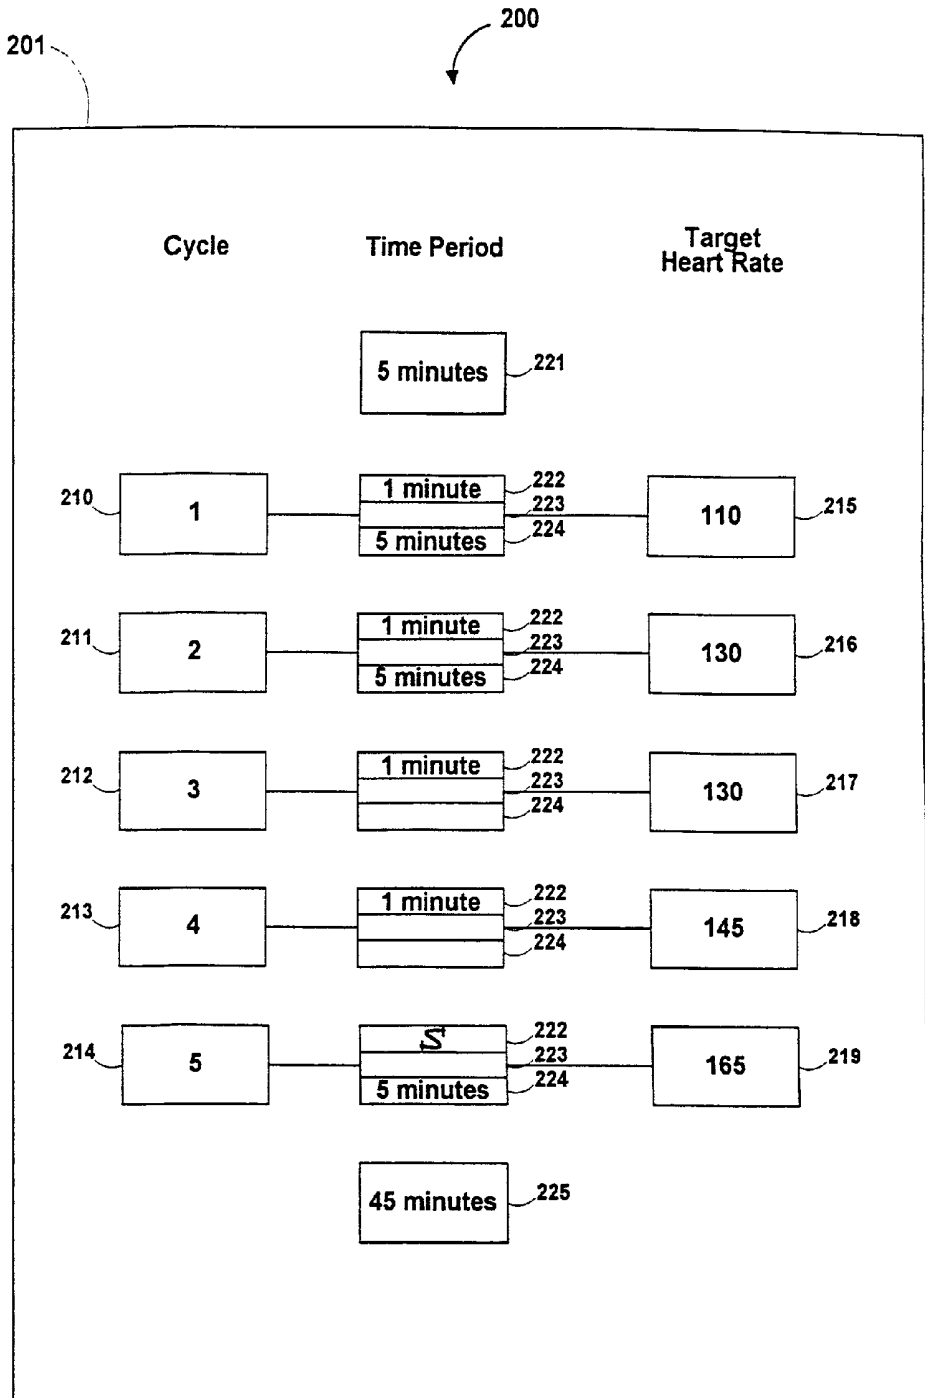 200
201
Cycle Time Period Target Heart Rate
5 minutes 221
210 1 1 minute 222 223 5 minutes 224 110 215
211 2 1 minute 222 223 5 minutes 224 130 216
212 3 1 minute 222 223 224 130 217
213 4 1 minute 222 223 224 145 218
214 5 222 223 5 minutes 224 165 219
45 minutes 225